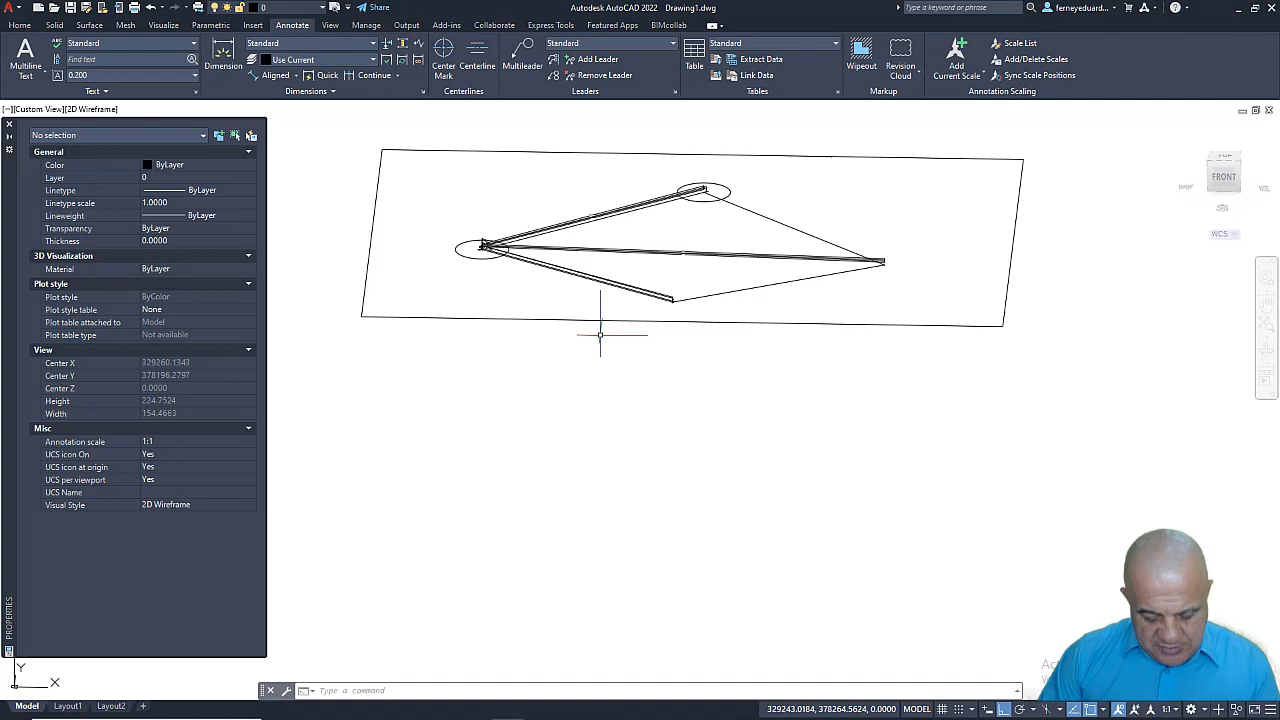 Share
Autodesk AutoCAD 2022 Drawing1.dwg
Type a keyword or phrase
ferneyeduard...
Home Solid Surface Mesh Visualize Parametric Insert Annotate View Manage Output Add-ins Collaborate Express Tools Featured Apps BIMcollab
Multiline Text
Standard
Find text
0.200
Text
Dimension
Standard
Use Current
Aligned Quick Continue
Dimensions
Center Mark
Centerline
Centerlines
Multileader
Standard
Add Leader
Remove Leader
Leaders
Table
Standard
Extract Data
Link Data
Tables
Wipeout
Revision Cloud
Markup
Add Current Scale
Scale List
Add/Delete Scales
Sync Scale Positions
Annotation Scaling
[−][Custom View][2D Wireframe]
No selection
General
Color ByLayer
Layer 0
Linetype ByLayer
Linetype scale 1.0000
Lineweight ByLayer
Transparency ByLayer
Thickness 0.0000
3D Visualization
Material ByLayer
Plot style
Plot style ByColor
Plot style table None
Plot table attached to Model
Plot table type Not available
View
Center X 329260.1343
Center Y 378196.2797
Center Z 0.0000
Height 224.7524
Width 154.4663
Misc
Annotation scale 1:1
UCS icon On Yes
UCS icon at origin Yes
UCS per viewport Yes
UCS Name
Visual Style 2D Wireframe
PROPERTIES
FRONT
WCS
Y
X
Type a command
Model Layout1 Layout2 +
329243.0184, 378264.5624, 0.0000 MODEL
1:1